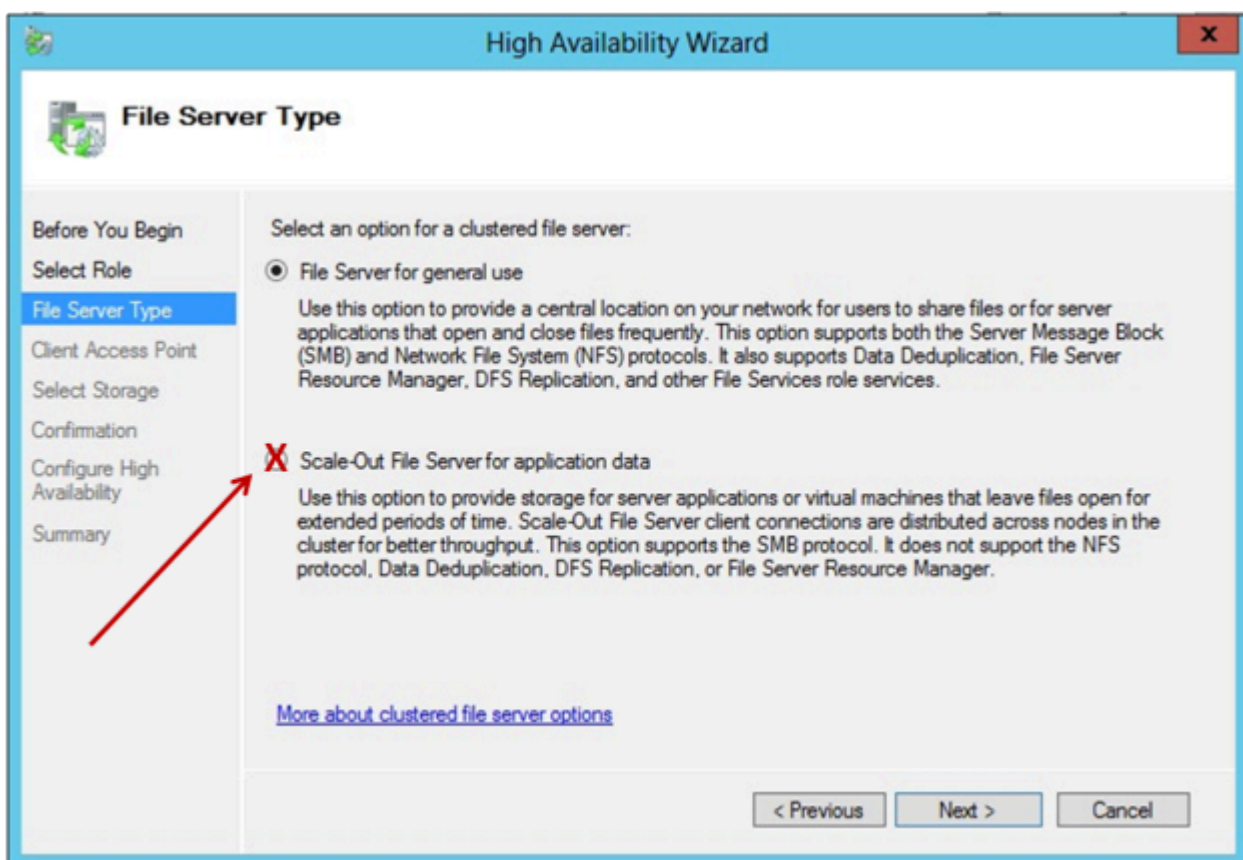 High Availability Wizard
x
File Server Type
Before You Begin
Select Role
File Server Type
Client Access Point
Select Storage
Confirmation
Configure High
Availability
Summary
Select an option for a clustered file server:
File Server for general use
Use this option to provide a central location on your network for users to share files or for server
applications that open and close files frequently. This option supports both the Server Message Block
(SMB) and Network File System (NFS) protocols. It also supports Data Deduplication, File Server
Resource Manager, DFS Replication, and other File Services role services.
X
Scale-Out File Server for application data
Use this option to provide storage for server applications or virtual machines that leave files open for
extended periods of time. Scale-Out File Server client connections are distributed across nodes in the
cluster for better throughput. This option supports the SMB protocol. It does not support the NFS
protocol, Data Deduplication, DFS Replication, or File Server Resource Manager.
More about clustered file server options
< Previous
Next >
Cancel